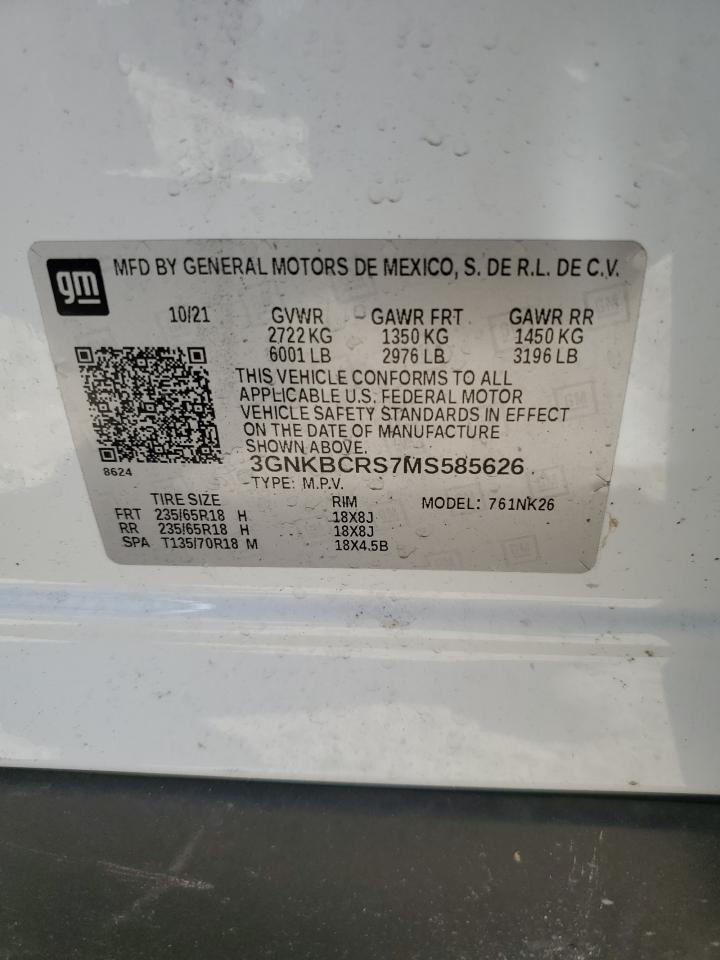 gm
MFD BY GENERAL MOTORS DE MEXICO, S. DE R.L. DE C.V.
10/21 GVWR GAWR FRT GAWR RR
2722 KG 1350 KG 1450 KG
6001 LB 2976 LB 3196 LB
THIS VEHICLE CONFORMS TO ALL
APPLICABLE U.S. FEDERAL MOTOR
VEHICLE SAFETY STANDARDS IN EFFECT
ON THE DATE OF MANUFACTURE
SHOWN ABOVE.
8624
3GNKBCRS7MS585626
TYPE: M.P.V.
TIRE SIZE RIM MODEL: 761NK26
FRT 235/65R18 H 18X8J
RR 235/65R18 H 18X8J
SPA T135/70R18 M 18X4.5B